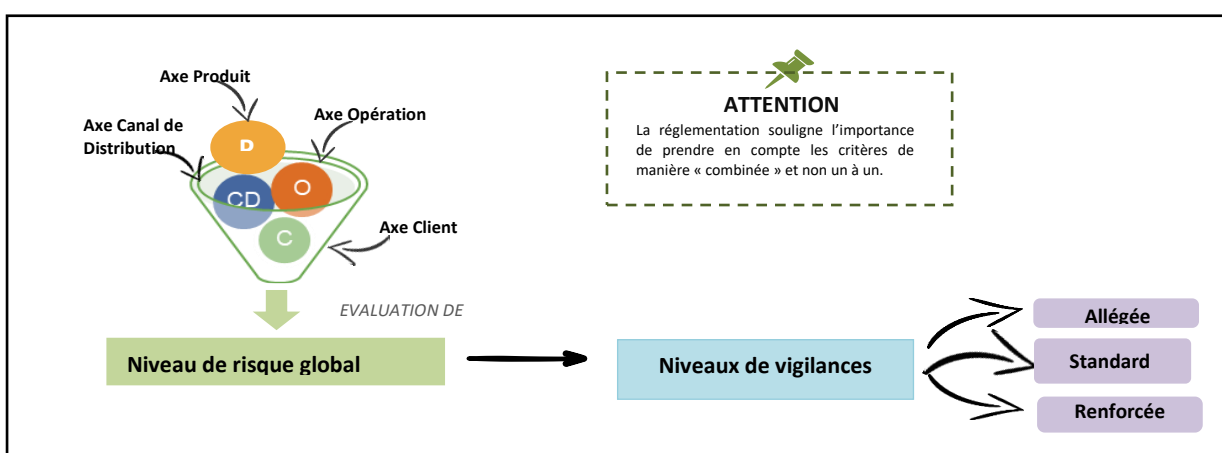 Axe Produit
Axe Opération
Axe Canal de
Distribution
D
CD
O
C
Axe Client
ATTENTION
La réglementation souligne l’importance
de prendre en compte les critères de
manière « combinée » et non un à un.
EVALUATION DE
Niveau de risque global
Niveaux de vigilances
Allégée
Standard
Renforcée